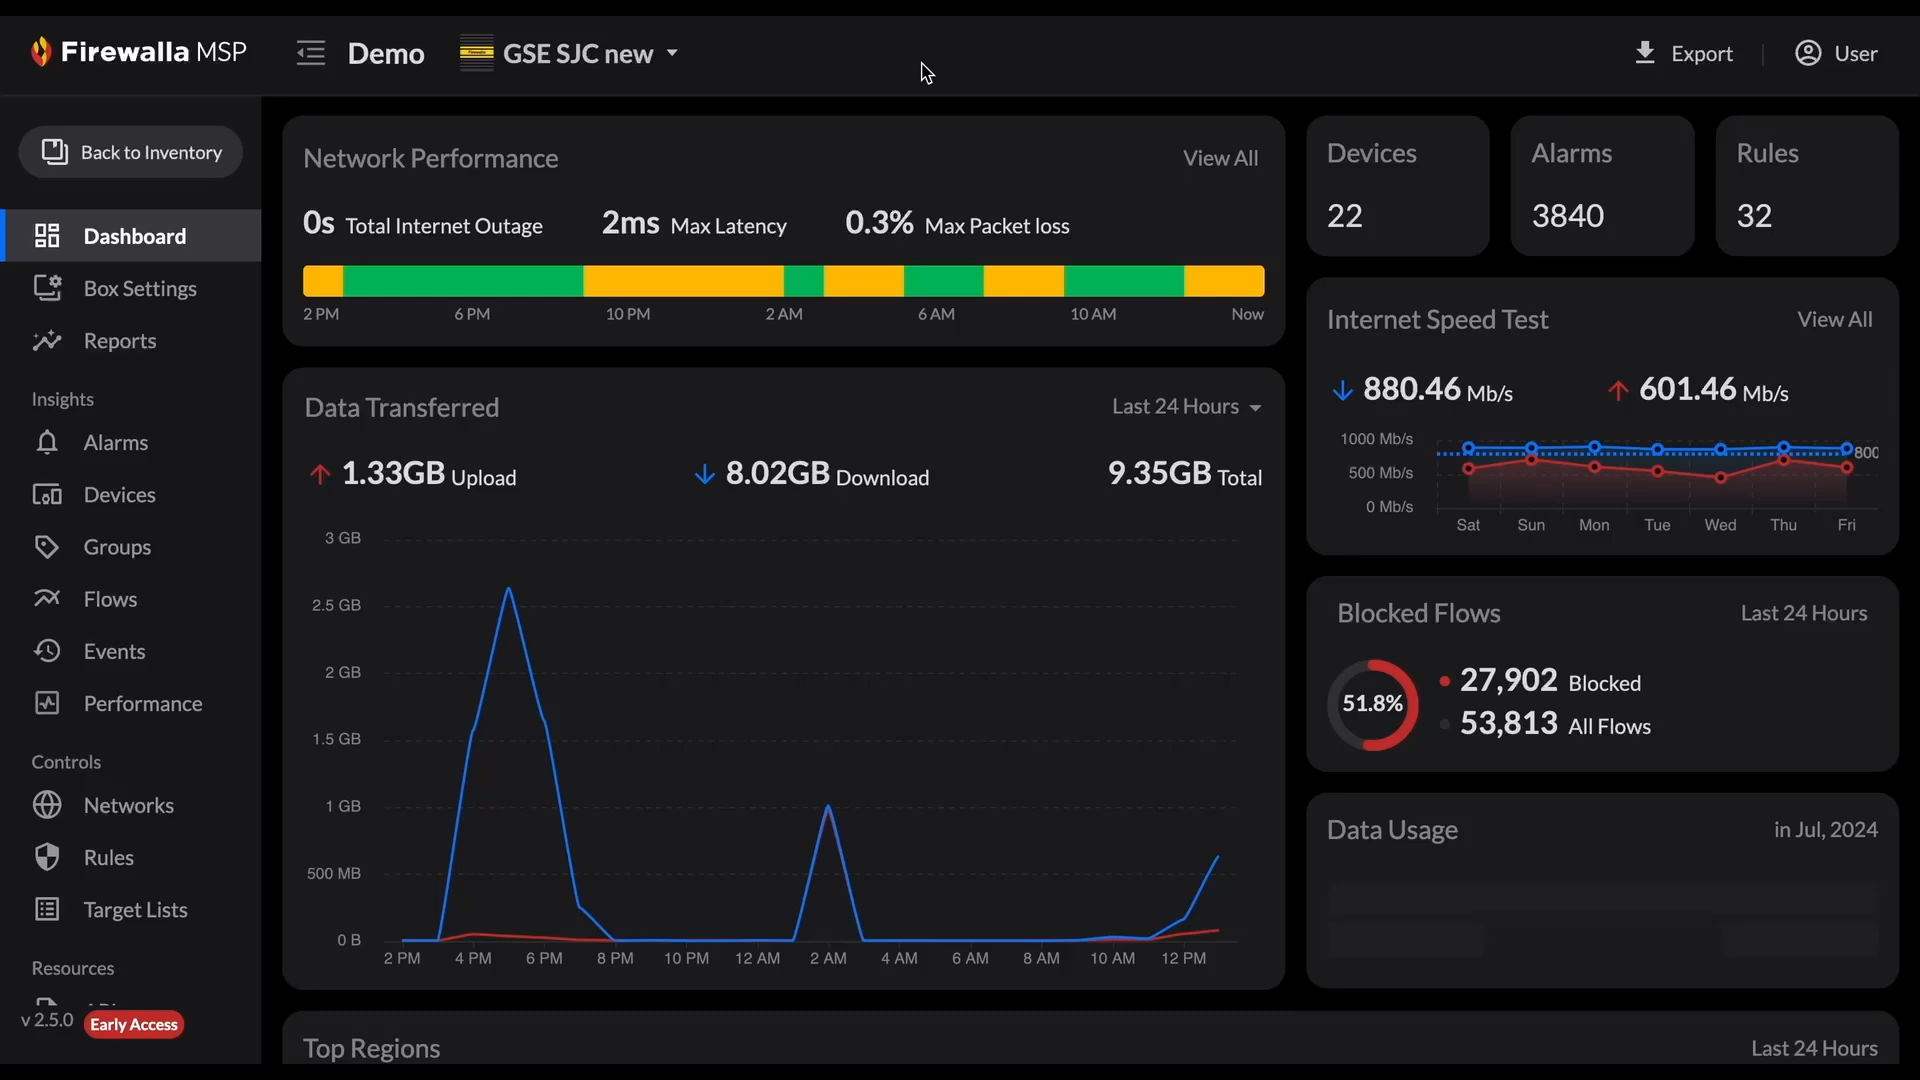 Firewalla MSP
Demo
GSE SJC new
Export
User
Back to Inventory
Dashboard
Box Settings
Reports
Insights
Alarms
Devices
Groups
Flows
Events
Performance
Controls
Networks
Rules
Target Lists
Resources
v 2.5.0
Early Access
Network Performance
View All
0s Total Internet Outage
2ms Max Latency
0.3% Max Packet loss
2 PM 6 PM 10 PM 2 AM 6 AM 10 AM Now
Data Transferred
Last 24 Hours
1.33GB Upload
8.02GB Download
9.35GB Total
3 GB
2.5 GB
2 GB
1.5 GB
1 GB
500 MB
0 B
2 PM 4 PM 6 PM 8 PM 10 PM 12 AM 2 AM 4 AM 6 AM 8 AM 10 AM 12 PM
Devices
22
Alarms
3840
Rules
32
Internet Speed Test
View All
880.46 Mb/s
601.46 Mb/s
1000 Mb/s
500 Mb/s
0 Mb/s
800
Sat Sun Mon Tue Wed Thu Fri
Blocked Flows
Last 24 Hours
51.8%
27,902 Blocked
53,813 All Flows
Data Usage
in Jul, 2024
Top Regions
Last 24 Hours